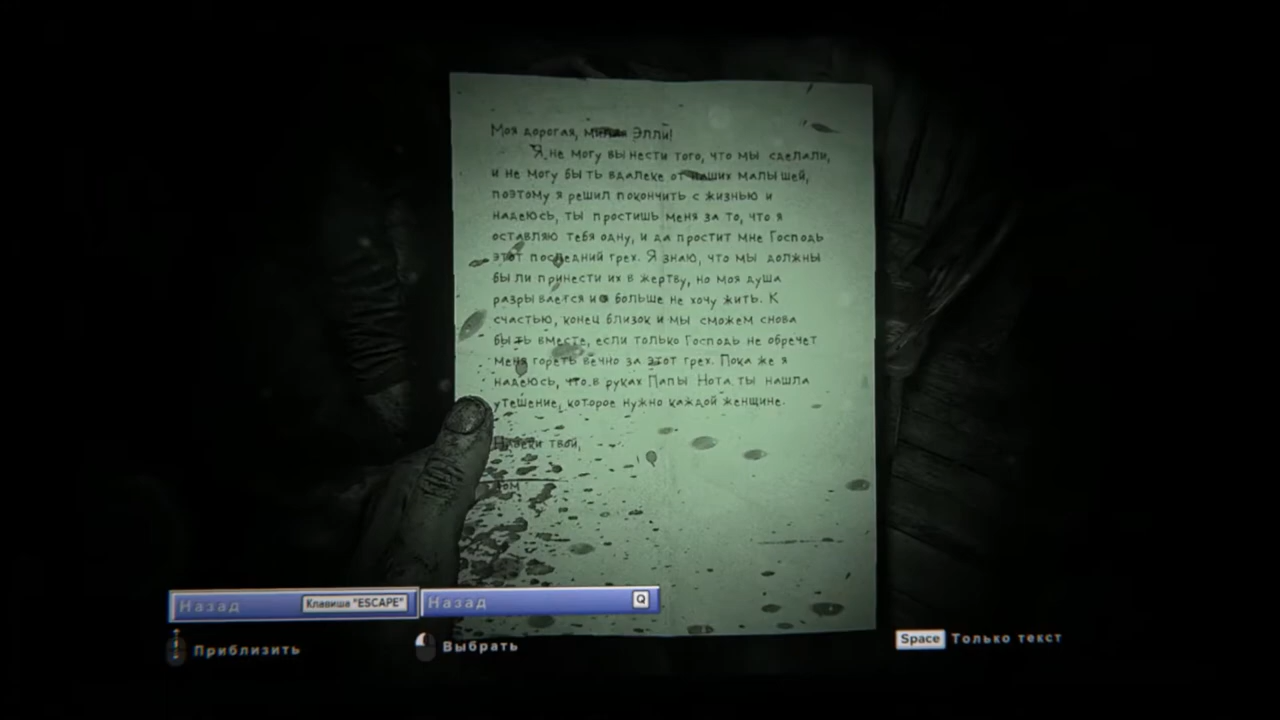 Моя дорогая, милая Элли!
Я не могу вынести того, что мы сделали,
и не могу быть вдалеке от наших малышей,
поэтому я решил покончить с жизнью и
надеюсь, ты простишь меня за то, что я
оставляю тебя одну, и да простит мне Господь
этот последний грех. Я знаю, что мы должны
были принести их в жертву, но моя душа
разрывается и я больше не хочу жить. К
счастью, конец близок и мы сможем снова
быть вместе, если только Господь не обречет
меня гореть вечно за этот грех. Пока же я
надеюсь, что в руках Папы Нота ты нашла
утешение, которое нужно каждой женщине.
Навеки твой,
Том
Назад Клавиша "ESCAPE" Назад Q
Приблизить Выбрать Space Только текст